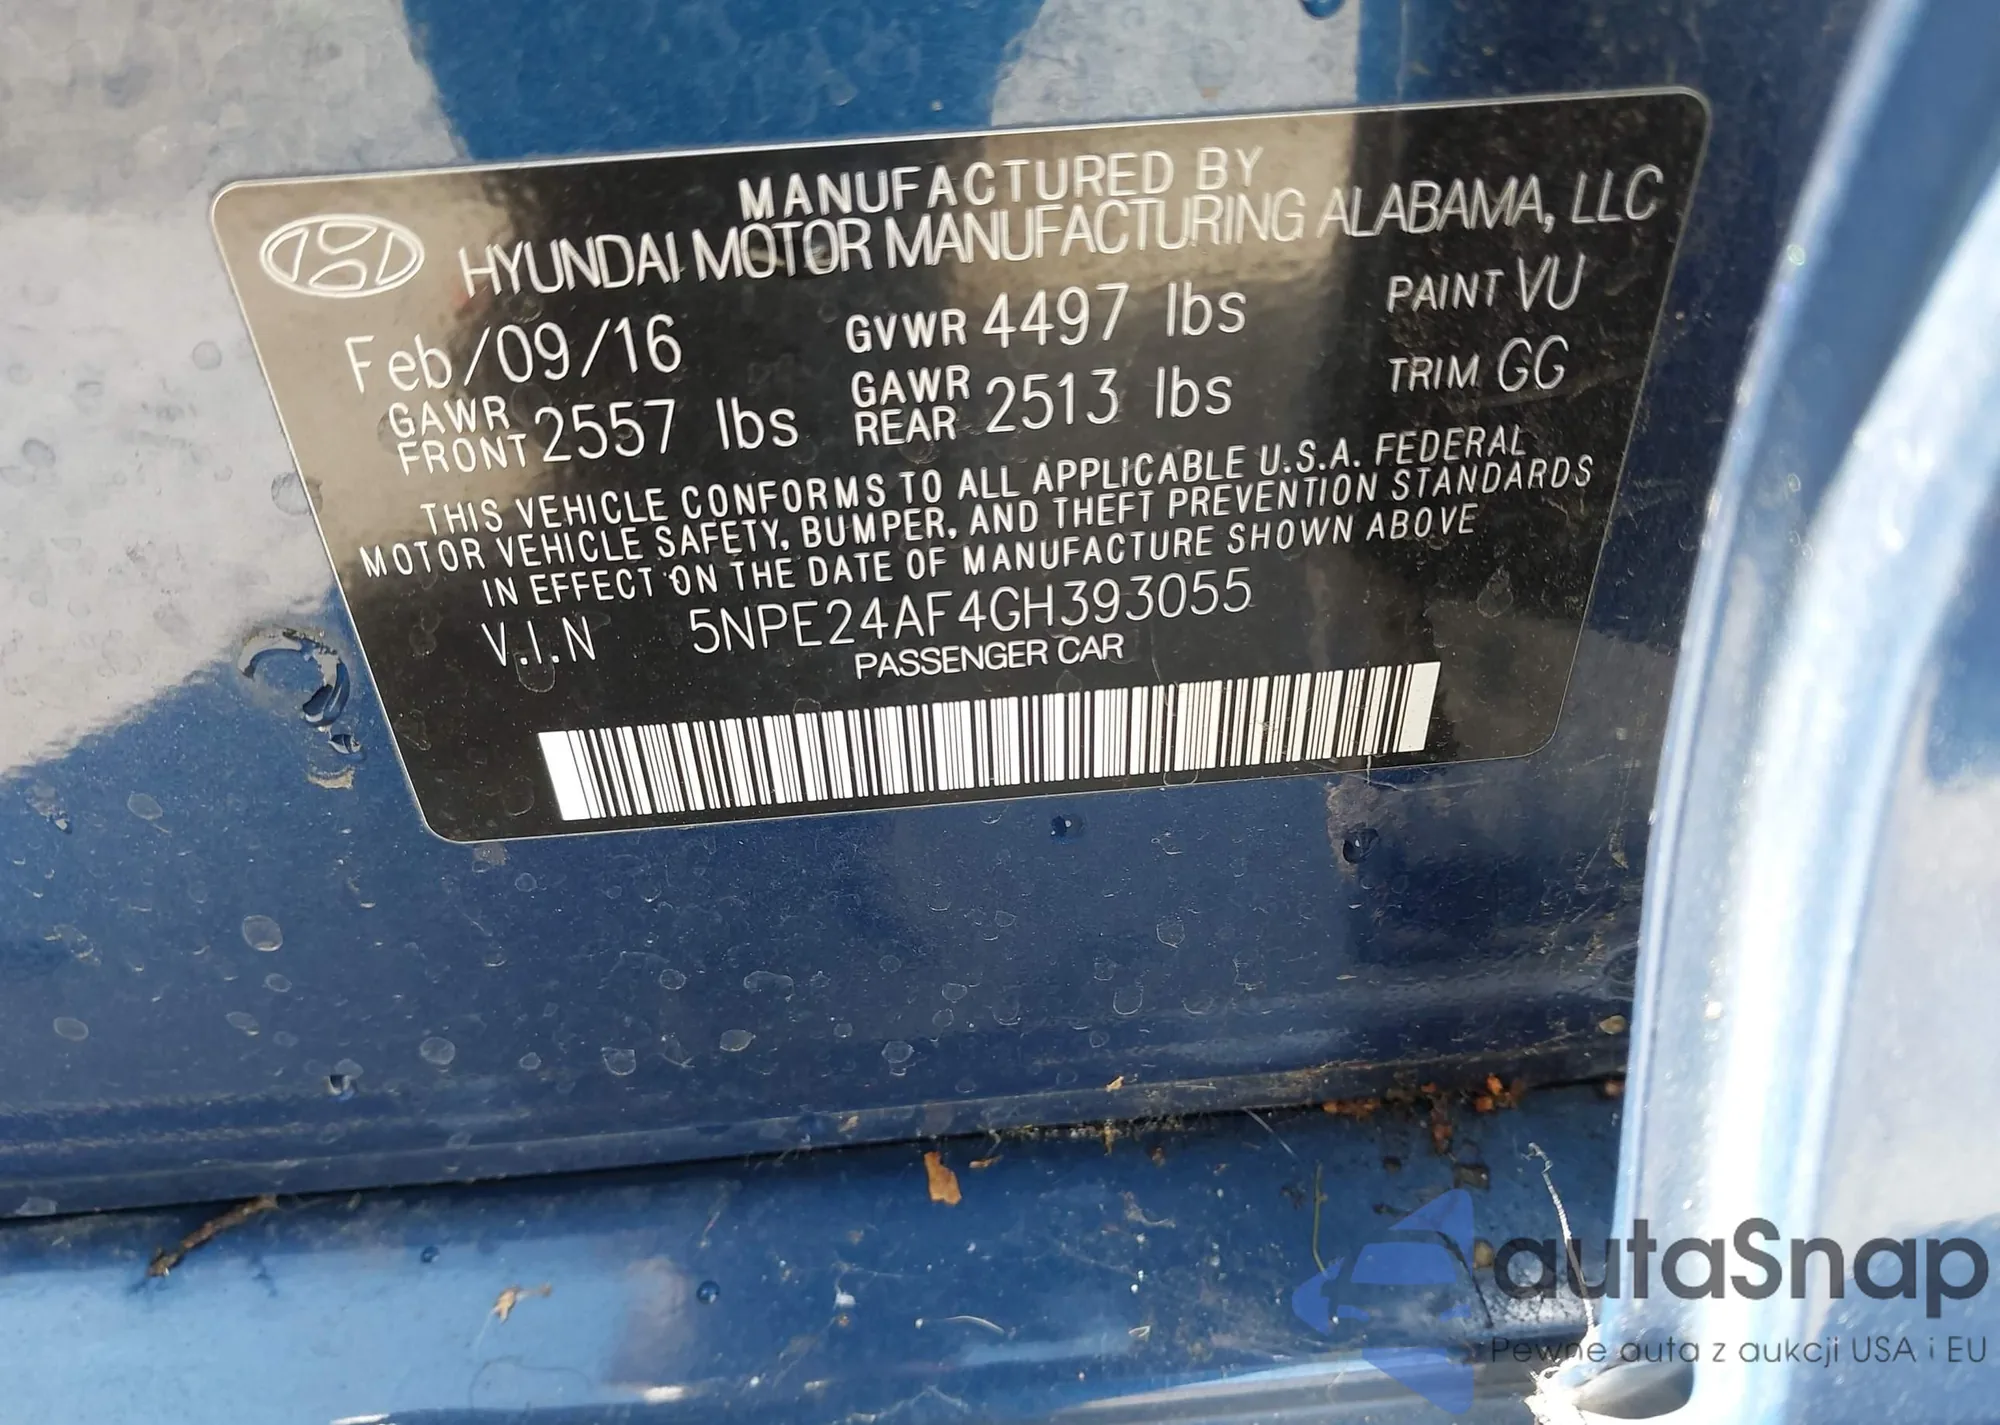 MANUFACTURED BY
HYUNDAI MOTOR MANUFACTURING ALABAMA, LLC
Feb/09/16 GVWR 4497 lbs PAINT VU
GAWR FRONT 2557 lbs GAWR REAR 2513 lbs TRIM GG
THIS VEHICLE CONFORMS TO ALL APPLICABLE U.S.A. FEDERAL
MOTOR VEHICLE SAFETY, BUMPER, AND THEFT PREVENTION STANDARDS
IN EFFECT ON THE DATE OF MANUFACTURE SHOWN ABOVE
V.I.N 5NPE24AF4GH393055
PASSENGER CAR
autaSnap
Pewne auta z aukcji USA i EU